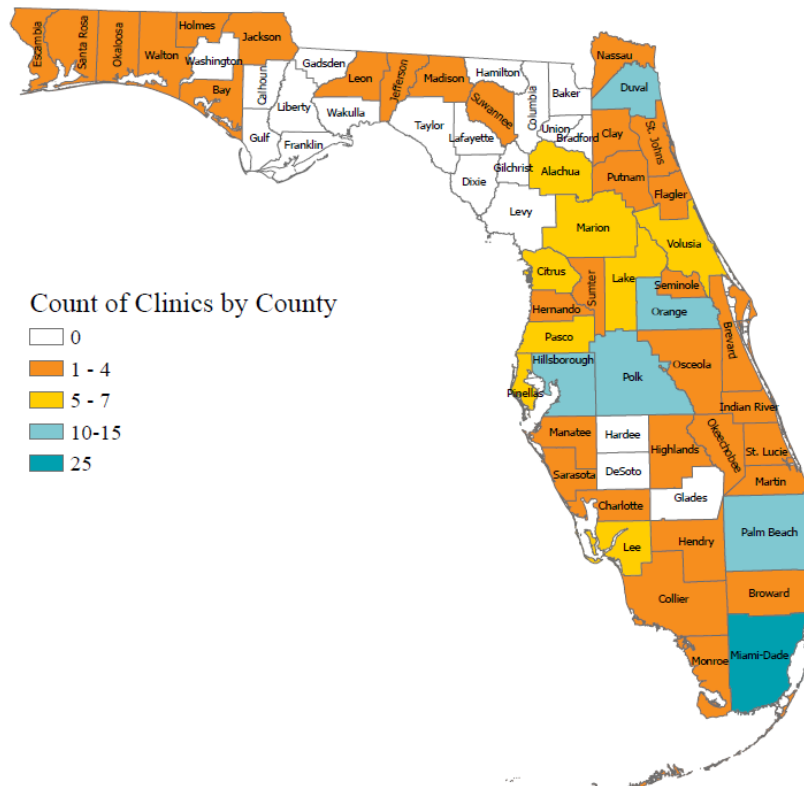 Escambia
Santa Rosa
Okaloosa
Walton
Holmes
Washington
Jackson
Bay
Calhoun
Gulf
Liberty
Gadsden
Franklin
Wakulla
Leon
Jefferson
Madison
Taylor
Hamilton
Suwannee
Lafayette
Dixie
Columbia
Gilchrist
Levy
Baker
Union
Bradford
Nassau
Duval
Clay
St. Johns
Putnam
Flagler
Alachua
Marion
Volusia
Citrus
Sumter
Lake
Seminole
Orange
Hernando
Pasco
Brevard
Hillsborough
Pinellas
Polk
Osceola
Indian River
Manatee
Hardee
Highlands
Okeechobee
St. Lucie
Sarasota
DeSoto
Martin
Charlotte
Glades
Lee
Hendry
Palm Beach
Collier
Broward
Monroe
Miami-Dade
Count of Clinics by County
0
1 - 4
5 - 7
10-15
25